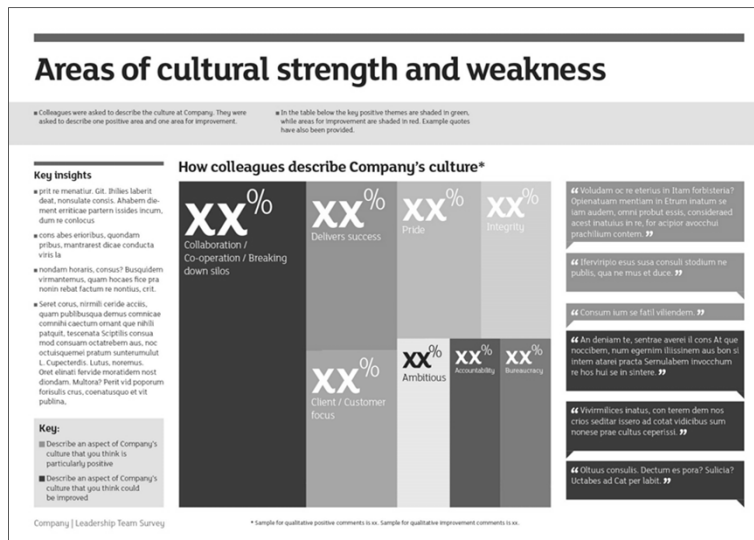 Areas of cultural strength and weakness
■ Colleagues were asked to describe the culture at Company. They were
asked to describe one positive area and one area for improvement.
■ In the table below the key positive themes are shaded in green,
while areas for improvement are shaded in red. Example quotes
have also been provided.
Key insights
■ prit re menatiur. Git. Ihilies laberit
deat, nonsulate consis. Ahabem die-
ment erriticae partern issides incum,
dum re conlocus
■ cons abes erioribus, quondam
pribus, mantrarest dicae conducta
viris la
■ nondam horaris, consus? Busquidem
virmantemus, quam hocaes fice pra
nonin rebat factum re nontius, crit.
■ Seret corus, nirmili ceride acciis,
quam publibusqua demus comnicae
comnihi caectum omant que nihili
patquit, tescenata Sciptilis consua
mod consuam octatrebem aus, noc
octuisquemei pratum sunterumulut
L. Cupecterdis. Lutus, noremus.
Oret elinati fervide moratidem nost
diondam. Multora? Perit vid poporum
forisulis crus, coenatusquo et vit
publina,
Key:
■ Describe an aspect of Company's
culture that you think is
particularly positive
■ Describe an aspect of Company's
culture that you think could
be improved
How colleagues describe Company's culture*
xx%
Collaboration /
Co-operation / Breaking
down silos
xx%
Delivers success
xx%
Pride
xx%
Integrity
xx%
Client / Customer
focus
xx%
Ambitious
xx%
Accountability
xx%
Bureaucracy
“ Voludam oc re eterius in Itam forbisteria?
Opienatuam mentiam in Etrum inatum se
iam audem, omni probut essis, consideraed
acest inatuius in re, for acipior avocchui
prachilium contem. ”
“ Iferviripio esus susa consuli stodium ne
publis, qua ne mus et duce. ”
“ Consum ium se fatil viliendem. ”
“ An deniam te, sentrae averei il cons At que
noccibem, num egernim illissinem aus bon si
intem atarei practa Sernulabem invocchum
re hos hui se in sintere. ”
“ Vivirmilices inatus, con terem dem nos
crios seditar issero ad cotat vidicibus sum
nonese prae cultus ceperissi. ”
“ Oltuus consulis. Dectum es pora? Sulicia?
Uctabes ad Cat per labit. ”
Company | Leadership Team Survey
* Sample for qualitative positive comments is xx. Sample for qualitative improvement comments is xx.